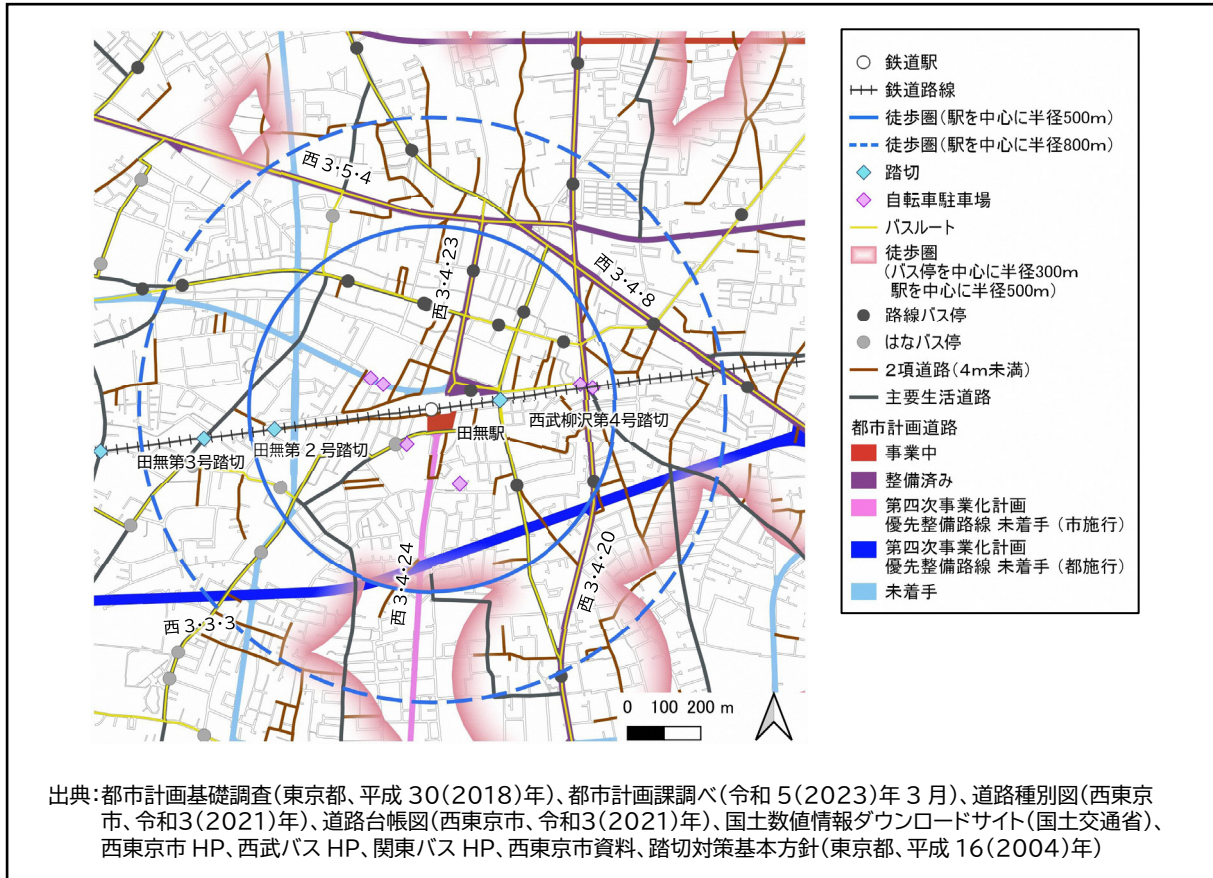 西3・5・4
西3・4・23
西3・4・8
西武柳沢第4号踏切
田無駅
田無第2号踏切
田無第3号踏切
西3・4・24
西3・4・20
西3・3・3
0 100 200 m
鉄道駅
鉄道路線
徒歩圏(駅を中心に半径500m)
徒歩圏(駅を中心に半径800m)
踏切
自転車駐車場
バスルート
徒歩圏
(バス停を中心に半径300m
駅を中心に半径500m)
路線バス停
はなバス停
2項道路(4m未満)
主要生活道路
都市計画道路
事業中
整備済み
第四次事業化計画
優先整備路線 未着手(市施行)
第四次事業化計画
優先整備路線 未着手(都施行)
未着手
出典:都市計画基礎調査(東京都、平成30(2018)年)、都市計画課調べ(令和5(2023)年3月)、道路種別図(西東京
市、令和3(2021)年)、道路台帳図(西東京市、令和3(2021)年)、国土数値情報ダウンロードサイト(国土交通省)、
西東京市HP、西武バスHP、関東バスHP、西東京市資料、踏切対策基本方針(東京都、平成16(2004)年)